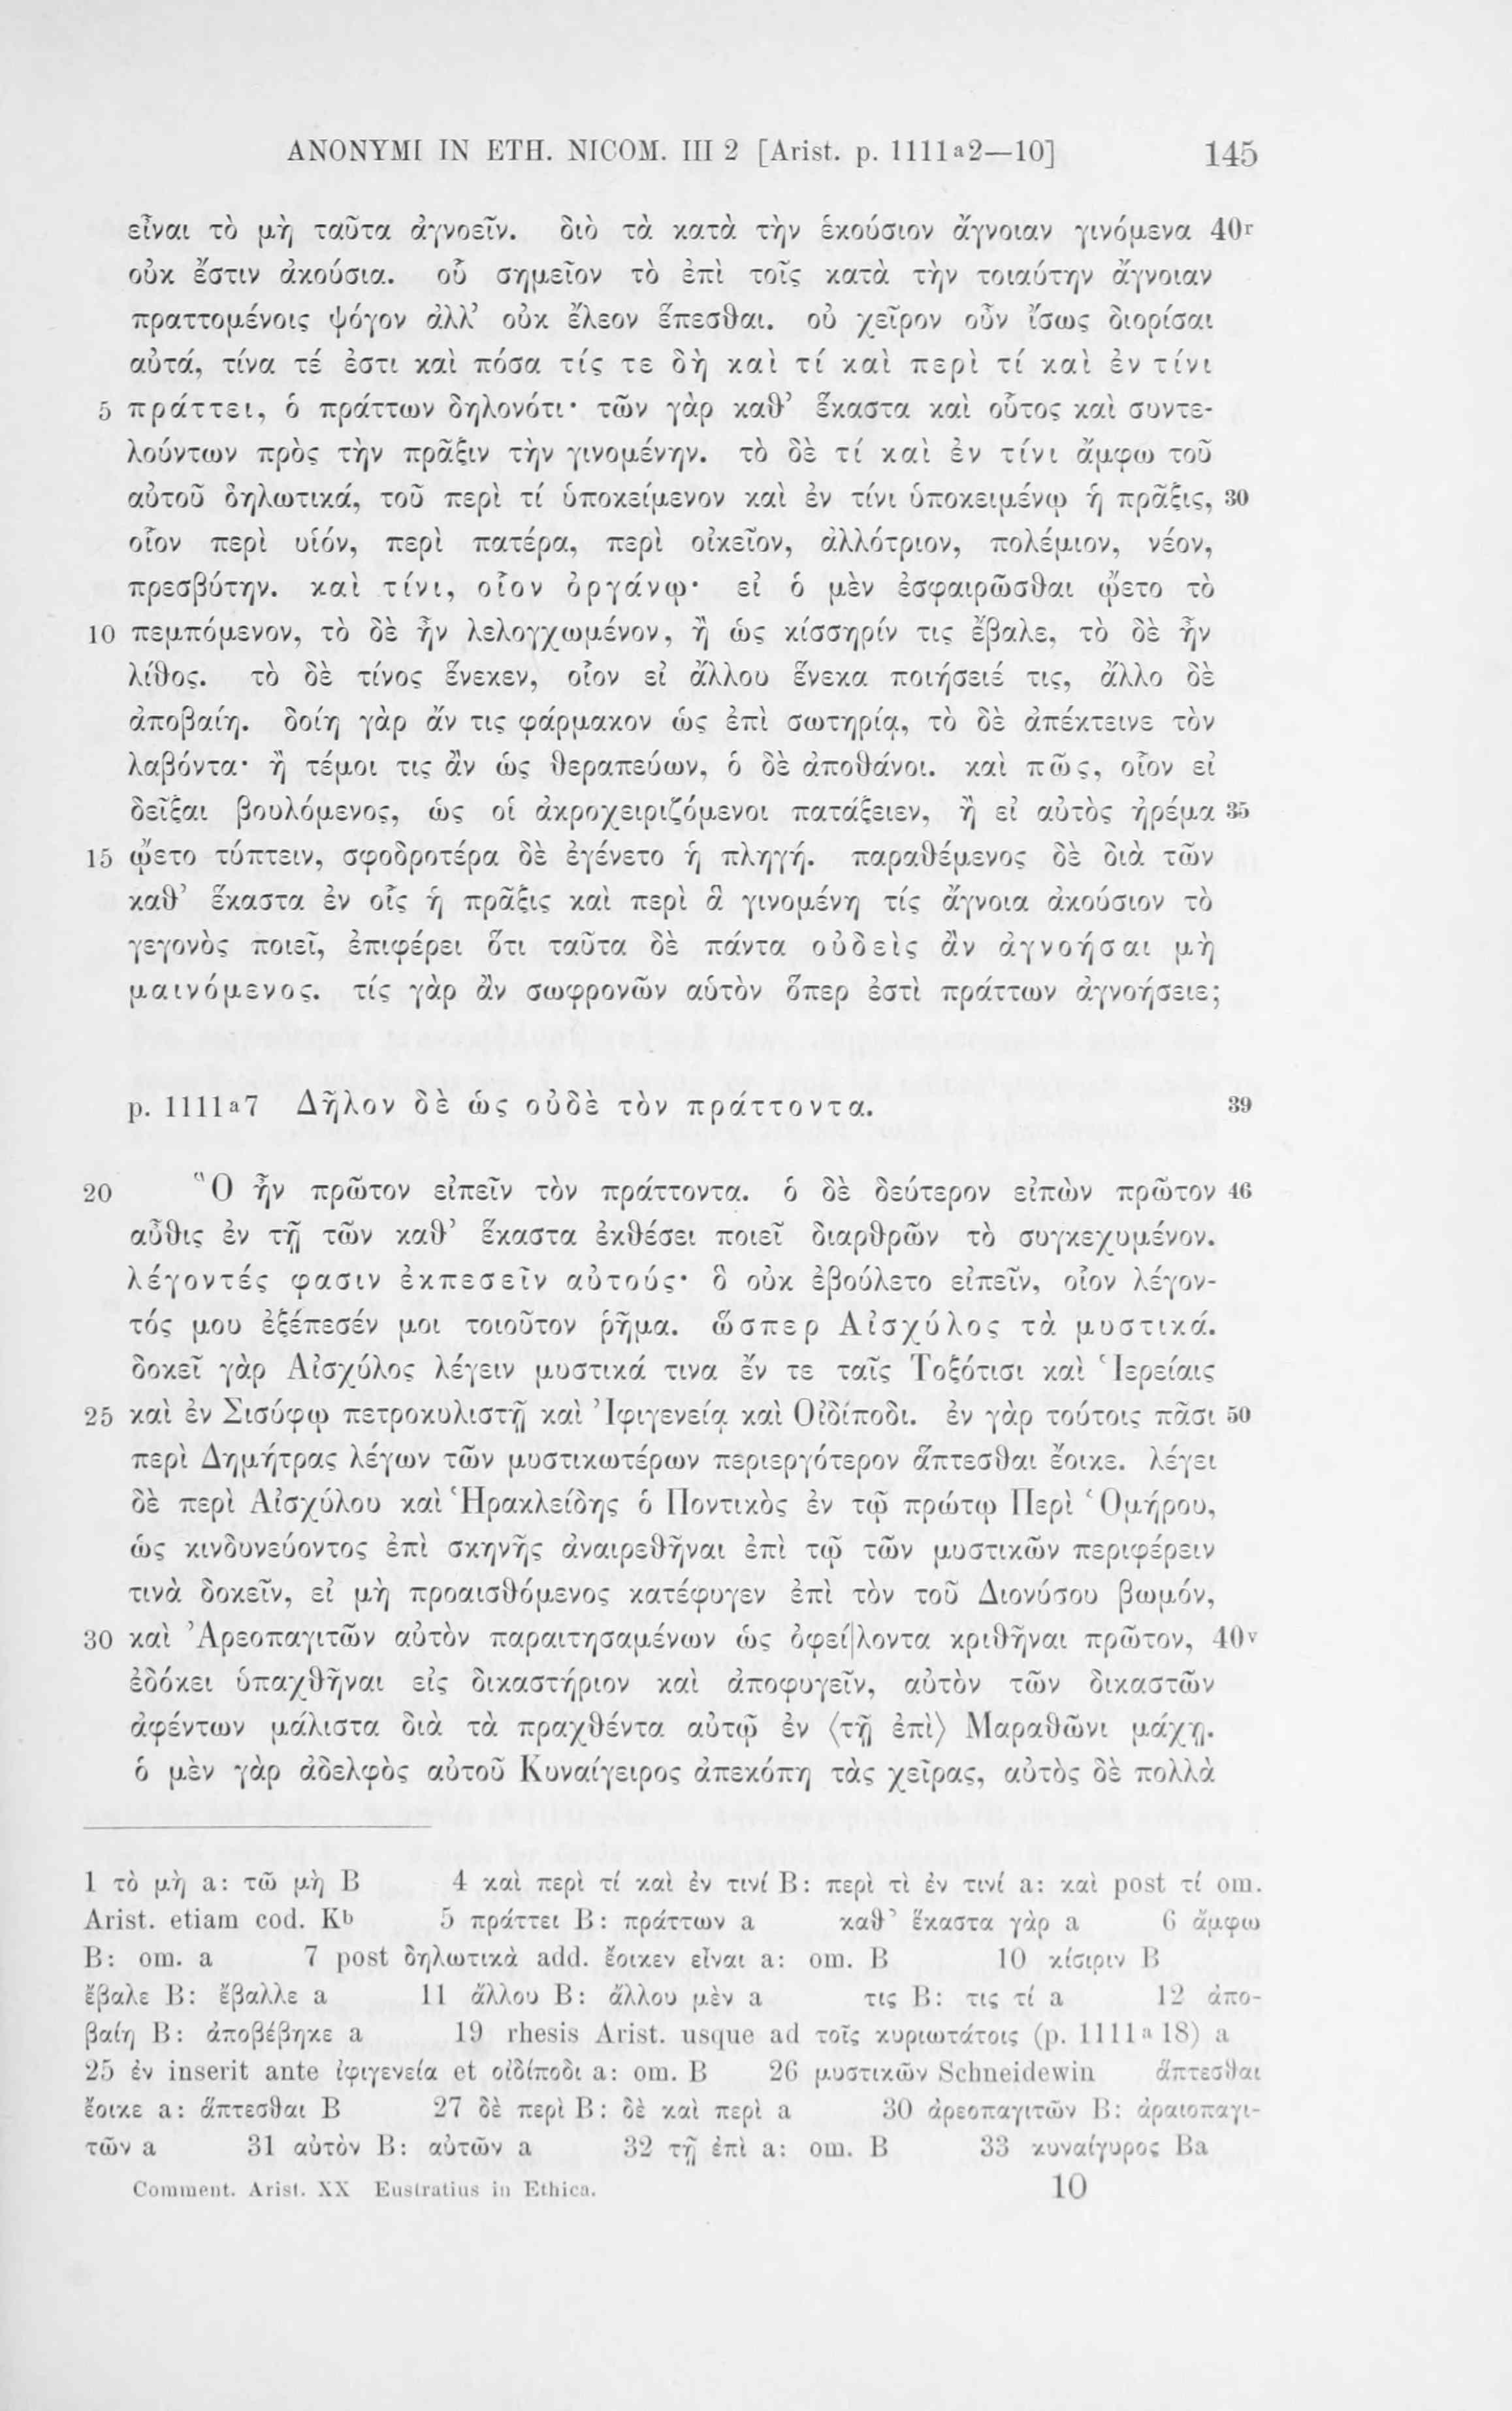 ANONYMI IN ETH. NICOM. III 2 [Arist. p. 1111a2—10] 145
εἶναι τὸ μὴ ταῦτα ἀγνοεῖν. διὸ τὰ κατὰ τὴν ἑκούσιον ἄγνοιαν γινόμενα 40r
οὐκ ἔστιν ἀκούσια. οὗ σημεῖον τὸ ἐπὶ τοῖς κατὰ τὴν τοιαύτην ἄγνοιαν
πραττομένοις ψόγον ἀλλ’ οὐκ ἔλεον ἕπεσθαι. οὐ χεῖρον οὖν ἴσως διορίσαι
αὐτά, τίνα τέ ἐστι καὶ πόσα τίς τε δὴ καὶ τί καὶ περὶ τί καὶ ἐν τίνι
5 πράττει, ὁ πράττων δηλονότι· τῶν γὰρ καθ’ ἕκαστα καὶ οὗτος καὶ συντε-
λούντων πρὸς τὴν πρᾶξιν τὴν γινομένην. τὸ δὲ τί καὶ ἐν τίνι ἄμφω τοῦ
αὐτοῦ δηλωτικά, τοῦ περὶ τί ὑποκείμενον καὶ ἐν τίνι ὑποκειμένῳ ἡ πρᾶξις, 30
οἷον περὶ υἱόν, περὶ πατέρα, περὶ οἰκεῖον, ἀλλότριον, πολέμιον, νέον,
πρεσβύτην. καὶ τίνι, οἷον ὀργάνῳ· εἰ ὁ μὲν ἐσφαιρῶσθαι ᾤετο τὸ
10 πεμπόμενον, τὸ δὲ ἦν λελογχωμένον, ἢ ὡς κίσσηρίν τις ἔβαλε, τὸ δὲ ἦν
λίθος. τὸ δὲ τίνος ἕνεκεν, οἷον εἰ ἄλλου ἕνεκα ποιήσειέ τις, ἄλλο δὲ
ἀποβαίη. δοίη γὰρ ἄν τις φάρμακον ὡς ἐπὶ σωτηρίᾳ, τὸ δὲ ἀπέκτεινε τὸν
λαβόντα· ἢ τέμοι τις ἂν ὡς θεραπεύων, ὁ δὲ ἀποθάνοι. καὶ πῶς, οἷον εἰ
δεῖξαι βουλόμενος, ὡς οἱ ἀκροχειριζόμενοι πατάξειεν, ἢ εἰ αὐτὸς ἠρέμα 35
15 ᾤετο τύπτειν, σφοδροτέρα δὲ ἐγένετο ἡ πληγή. παραθέμενος δὲ διὰ τῶν
καθ’ ἕκαστα ἐν οἷς ἡ πρᾶξις καὶ περὶ ἃ γινομένη τίς ἄγνοια ἀκούσιον τὸ
γεγονὸς ποιεῖ, ἐπιφέρει ὅτι ταῦτα δὲ πάντα οὐδεὶς ἂν ἀγνοήσαι μὴ
μαινόμενος. τίς γὰρ ἂν σωφρονῶν αὑτὸν ὅπερ ἐστὶ πράττων ἀγνοήσειε;
p. 1111a7 Δῆλον δὲ ὡς οὐδὲ τὸν πράττοντα. 39
20 Ὃ ἦν πρῶτον εἰπεῖν τὸν πράττοντα. ὁ δὲ δεύτερον εἰπὼν πρῶτον 46
αὖθις ἐν τῇ τῶν καθ’ ἕκαστα ἐκθέσει ποιεῖ διαρθρῶν τὸ συγκεχυμένον.
λέγοντές φασιν ἐκπεσεῖν αὐτούς· ὃ οὐκ ἐβούλετο εἰπεῖν, οἷον λέγον-
τός μου ἐξέπεσέν μοι τοιοῦτον ῥῆμα. ὥσπερ Αἰσχύλος τὰ μυστικά.
δοκεῖ γὰρ Αἰσχύλος λέγειν μυστικά τινα ἔν τε ταῖς Τοξότισι καὶ Ἱερείαις
25 καὶ ἐν Σισύφῳ πετροκυλιστῇ καὶ Ἰφιγενείᾳ καὶ Οἰδίποδι. ἐν γὰρ τούτοις πᾶσι 50
περὶ Δημήτρας λέγων τῶν μυστικωτέρων περιεργότερον ἅπτεσθαι ἔοικε. λέγει
δὲ περὶ Αἰσχύλου καὶ Ἡρακλείδης ὁ Ποντικὸς ἐν τῷ πρώτῳ Περὶ Ὁμήρου,
ὡς κινδυνεύοντος ἐπὶ σκηνῆς ἀναιρεθῆναι ἐπὶ τῷ τῶν μυστικῶν περιφέρειν
τινὰ δοκεῖν, εἰ μὴ προαισθόμενος κατέφυγεν ἐπὶ τὸν τοῦ Διονύσου βωμόν,
30 καὶ Ἀρεοπαγιτῶν αὐτὸν παραιτησαμένων ὡς ὀφεί|λοντα κριθῆναι πρῶτον, 40v
ἐδόκει ὑπαχθῆναι εἰς δικαστήριον καὶ ἀποφυγεῖν, αὐτὸν τῶν δικαστῶν
ἀφέντων μάλιστα διὰ τὰ πραχθέντα αὐτῷ ἐν ⟨τῇ ἐπὶ⟩ Μαραθῶνι μάχῃ.
ὁ μὲν γὰρ ἀδελφὸς αὐτοῦ Κυναίγειρος ἀπεκόπη τὰς χεῖρας, αὐτὸς δὲ πολλὰ
1 τὸ μὴ a: τῶ μὴ B 4 καὶ περὶ τί καὶ ἐν τινί B: περὶ τὶ ἐν τινί a: καὶ post τί om.
Arist. etiam cod. Kb 5 πράττει B: πράττων a καθ’ ἕκαστα γὰρ a 6 ἄμφω
B: om. a 7 post δηλωτικὰ add. ἔοικεν εἶναι a: om. B 10 κίσιριν B
ἔβαλε B: ἔβαλλε a 11 ἄλλου B: ἄλλου μὲν a τις B: τις τί a 12 ἀπο-
βαίη B: ἀποβέβηκε a 19 rhesis Arist. usque ad τοῖς κυριωτάτοις (p. 1111a18) a
25 ἐν inserit ante ἰφιγενεία et οἰδίποδι a: om. B 26 μυστικῶν Schneidewin ἅπτεσθαι
ἔοικε a: ἅπτεσθαι B 27 δὲ περὶ B: δὲ καὶ περὶ a 30 ἀρεοπαγιτῶν B: ἀραιοπαγι-
τῶν a 31 αὐτὸν B: αὐτῶν a 32 τῇ ἐπὶ a: om. B 33 κυναίγυρος Ba
Comment. Arist. XX Eustratius in Ethica. 10